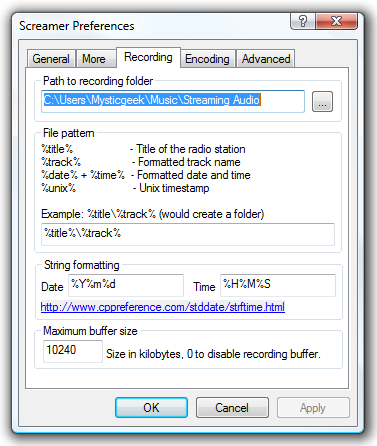 Screamer Preferences
General More Recording Encoding Advanced
Path to recording folder
C:\Users\Mysticgeek\Music\Streaming Audio
...
File pattern
%title% - Title of the radio station
%track% - Formatted track name
%date% + %time% - Formatted date and time
%unix% - Unix timestamp
Example: %title\%track% (would create a folder)
%title%\%track%
String formatting
Date %Y%m%d Time %H%M%S
http://www.cppreference.com/stddate/strftime.html
Maximum buffer size
10240 Size in kilobytes, 0 to disable recording buffer.
OK Cancel Apply